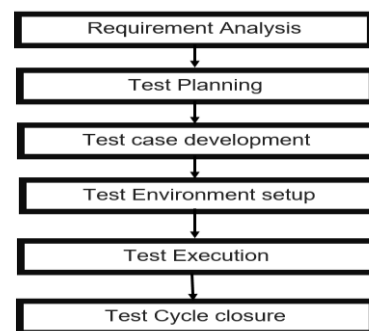 Requirement Analysis
Test Planning
Test case development
Test Environment setup
Test Execution
Test Cycle closure